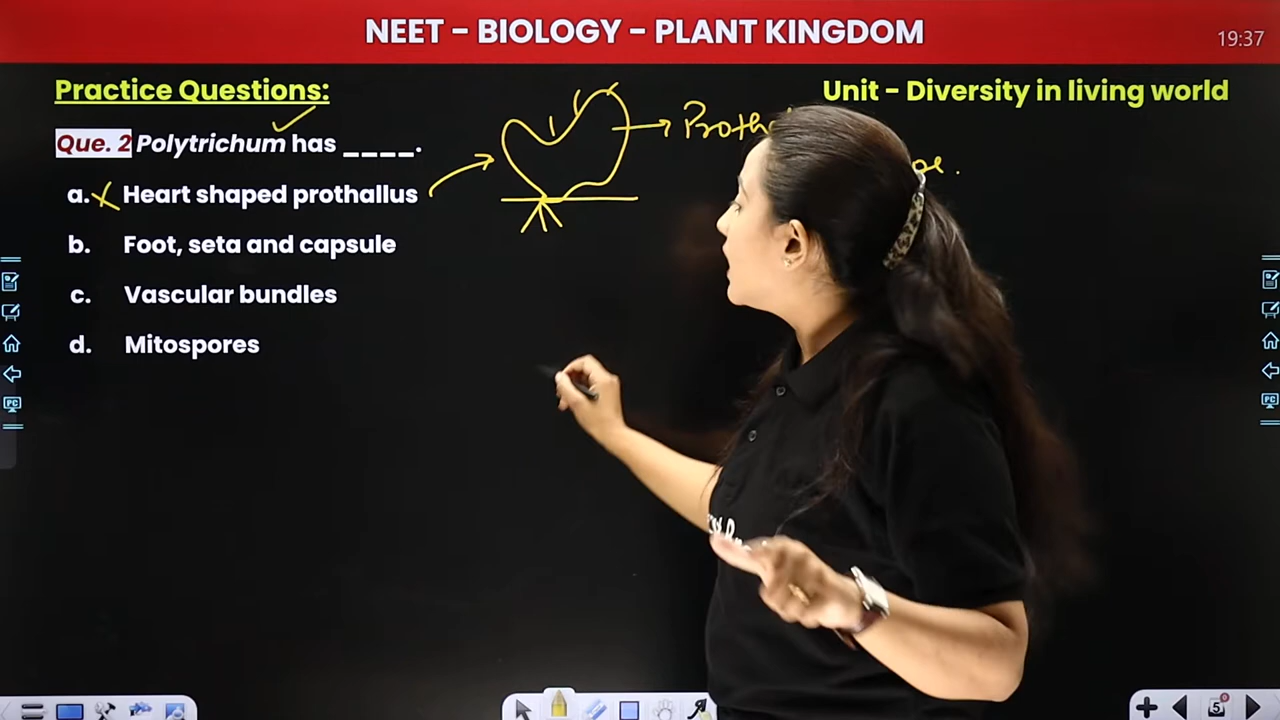 NEET – BIOLOGY – PLANT KINGDOM
19:37
Practice Questions:
Unit – Diversity in living world
Que. 2 Polytrichum has ____.
a. Heart shaped prothallus
b. Foot, seta and capsule
c. Vascular bundles
d. Mitospores